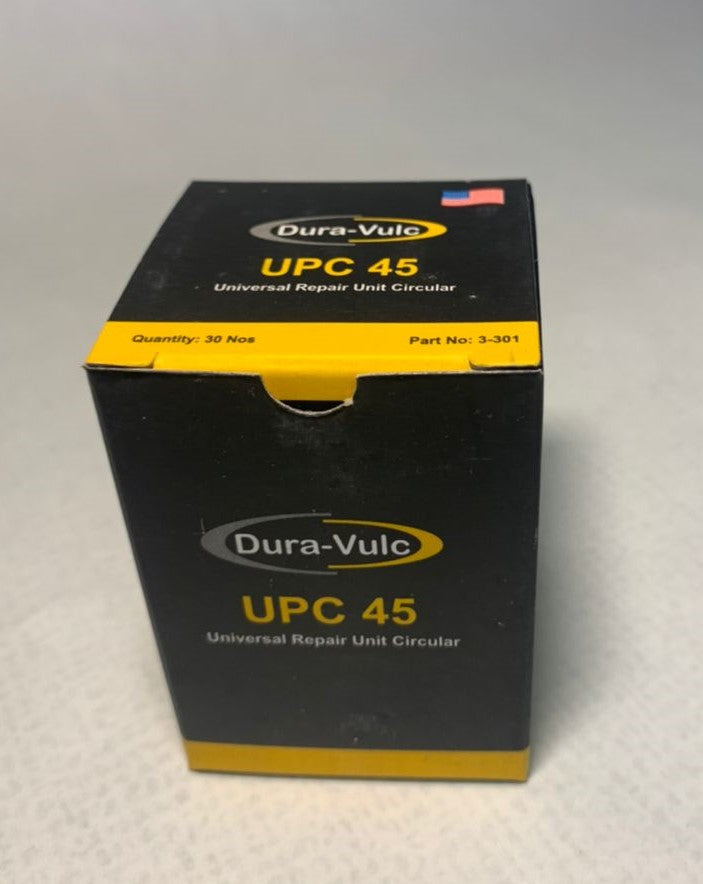 Dura-Vulc
UPC 45
Universal Repair Unit Circular
Quantity: 30 Nos
Part No: 3-301
Dura-Vulc
UPC 45
Universal Repair Unit Circular